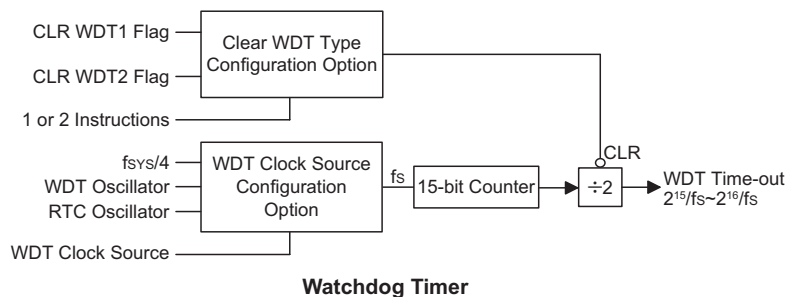 CLR WDT1 Flag
CLR WDT2 Flag
1 or 2 Instructions
Clear WDT Type
Configuration Option
fSYS/4
WDT Oscillator
RTC Oscillator
WDT Clock Source
WDT Clock Source
Configuration
Option
fS
15-bit Counter
CLR
÷2
WDT Time-out
2¹⁵/fS~2¹⁶/fS
Watchdog Timer